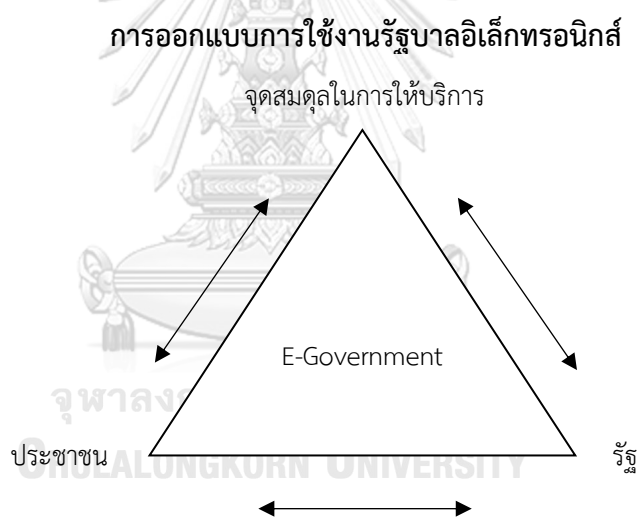 การออกแบบการใช้งานรัฐบาลอิเล็กทรอนิกส์
จุดสมดุลในการให้บริการ
E-Government
ประชาชน
รัฐ
CHULALONGKORN UNIVERSITY